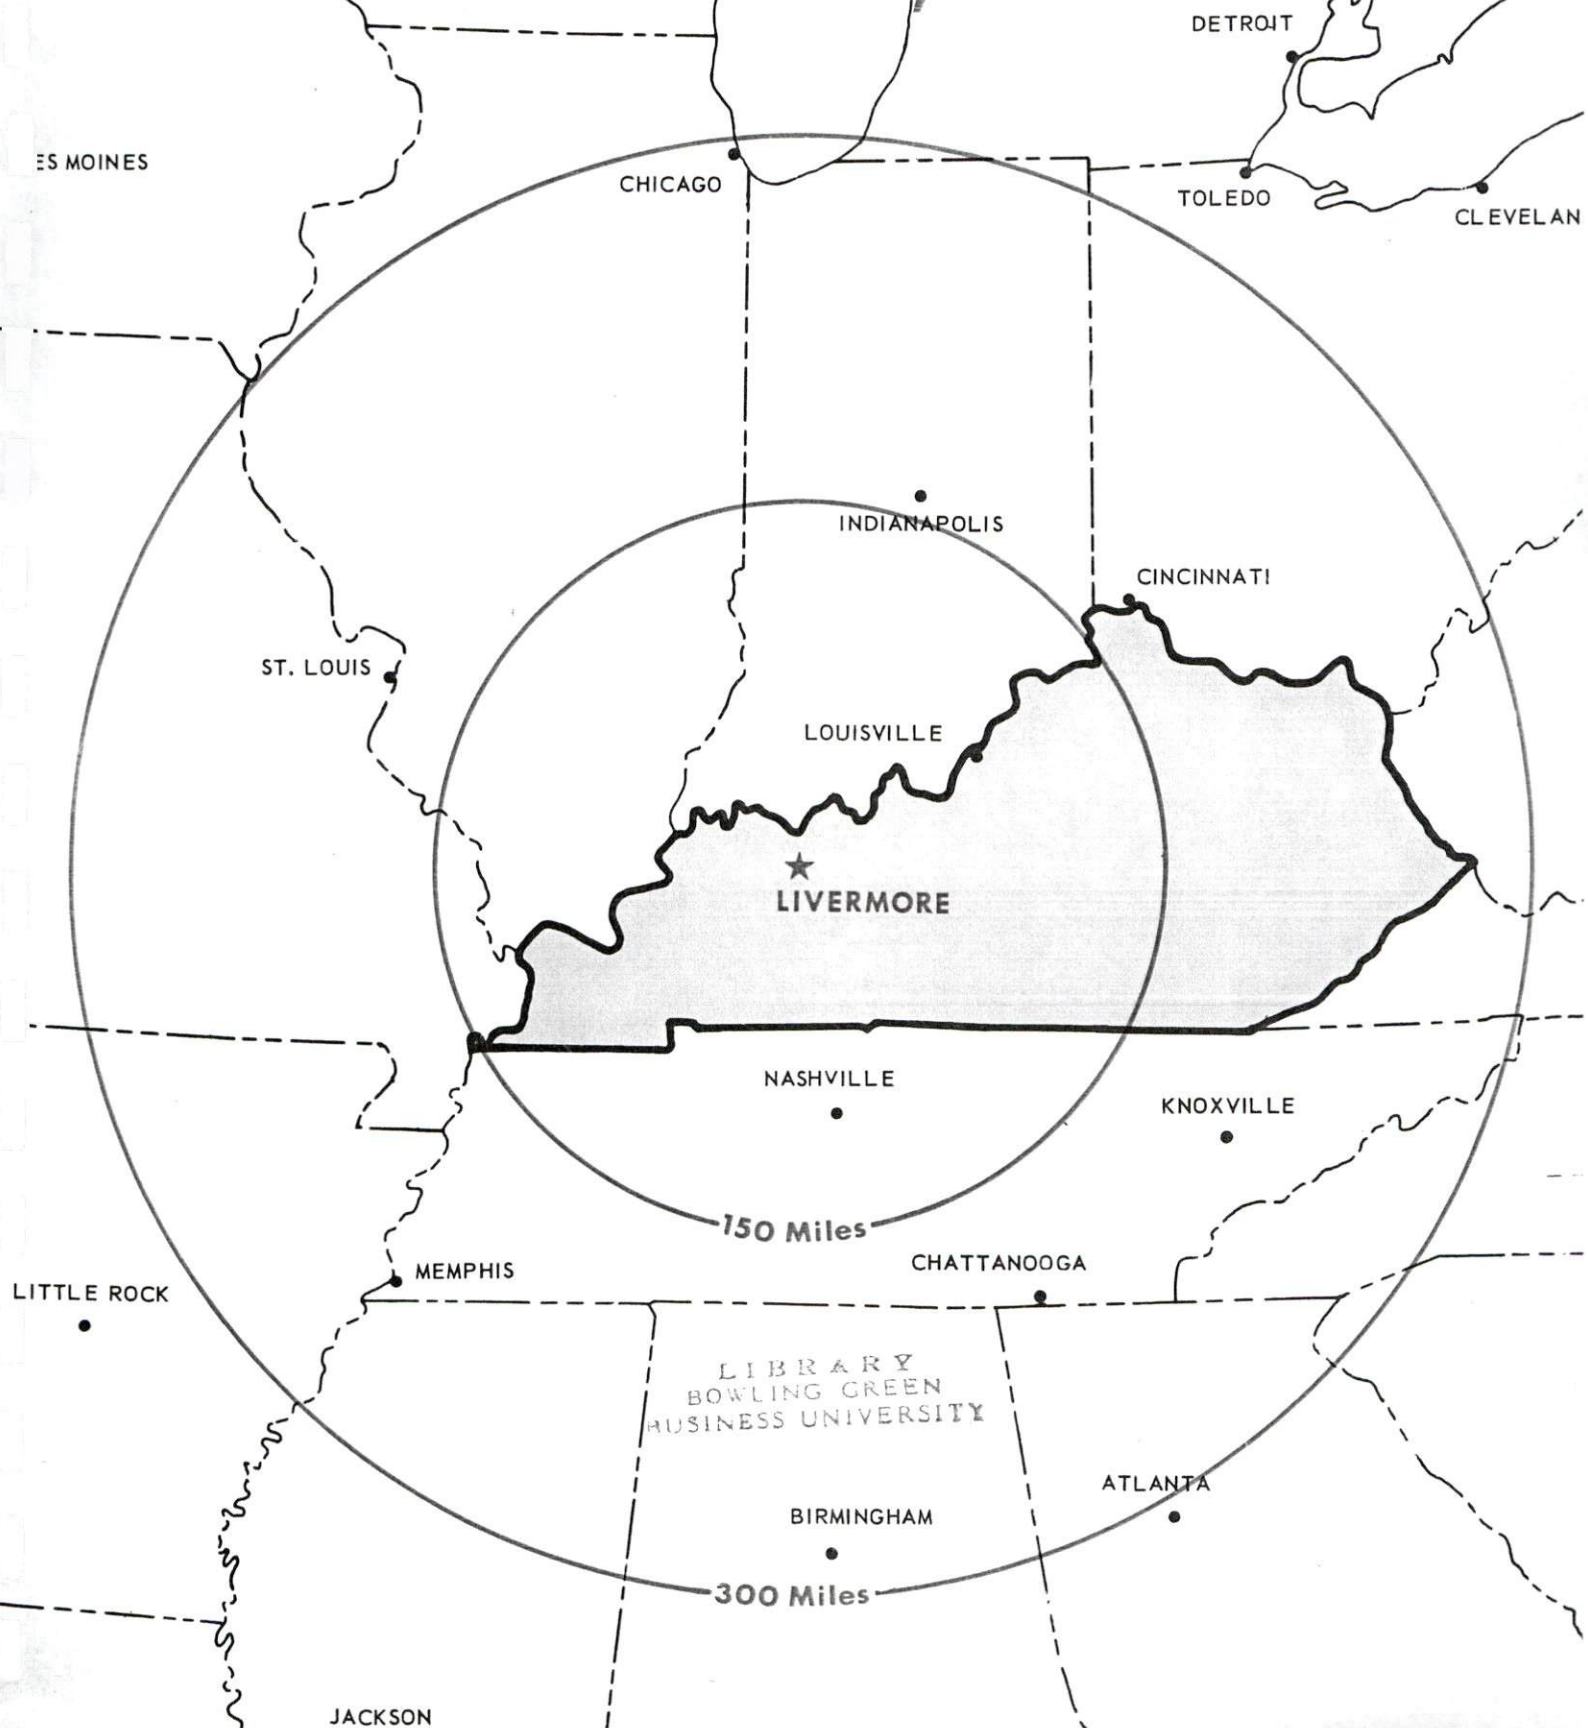 DETROIT
ES MOINES
CHICAGO
TOLEDO
CLEVELAN
INDIANAPOLIS
CINCINNATI
ST. LOUIS
LOUISVILLE
LIVERMORE
NASHVILLE
KNOXVILLE
150 Miles
CHATTANOOGA
MEMPHIS
LITTLE ROCK
LIBRARY
BOWLING GREEN
BUSINESS UNIVERSITY
ATLANTA
BIRMINGHAM
300 Miles
JACKSON